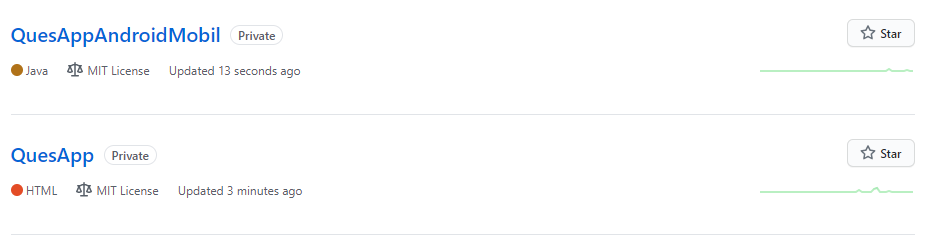 QuesAppAndroidMobil Private Star
Java MIT License Updated 13 seconds ago
QuesApp Private Star
HTML MIT License Updated 3 minutes ago